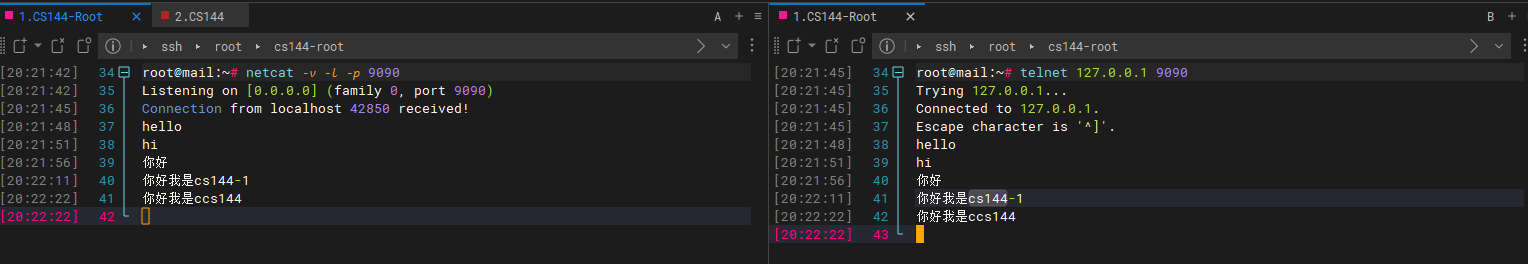 1.CS144-Root
2.CS144
A
ssh
root
cs144-root
[20:21:42] 34 root@mail:~# netcat -v -l -p 9090
[20:21:42] 35 Listening on [0.0.0.0] (family 0, port 9090)
[20:21:45] 36 Connection from localhost 42850 received!
[20:21:48] 37 hello
[20:21:51] 38 hi
[20:21:56] 39 你好
[20:22:11] 40 你好我是cs144-1
[20:22:22] 41 你好我是ccs144
[20:22:22] 42
1.CS144-Root
B
ssh
root
cs144-root
[20:21:45] 34 root@mail:~# telnet 127.0.0.1 9090
[20:21:45] 35 Trying 127.0.0.1...
[20:21:45] 36 Connected to 127.0.0.1.
[20:21:45] 37 Escape character is '^]'.
[20:21:48] 38 hello
[20:21:51] 39 hi
[20:21:56] 40 你好
[20:22:11] 41 你好我是cs144-1
[20:22:22] 42 你好我是ccs144
[20:22:22] 43